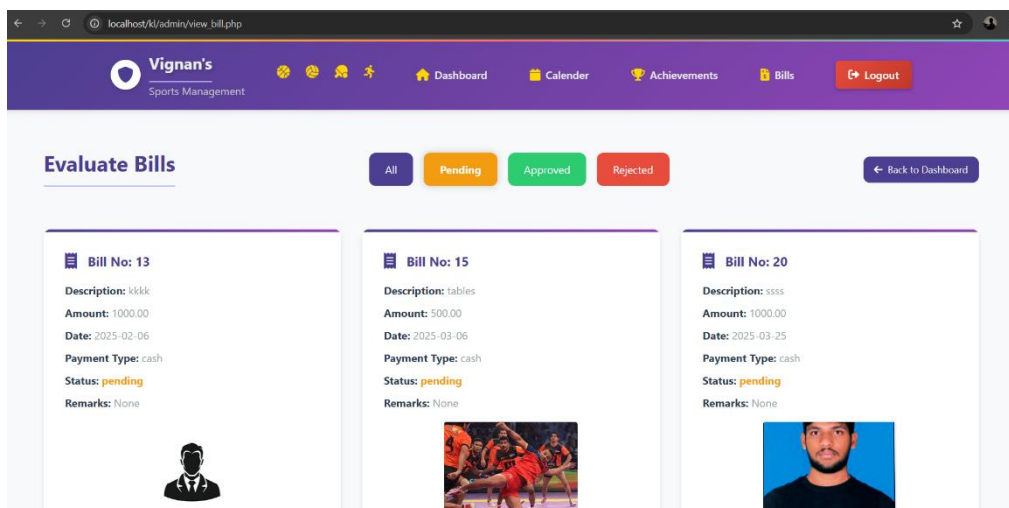 localhost/kl/admin/view_bill.php
Vignan's
Sports Management
Dashboard
Calender
Achievements
Bills
Logout
Evaluate Bills
All
Pending
Approved
Rejected
← Back to Dashboard
Bill No: 13
Description: kkkk
Amount: 1000.00
Date: 2025-02-06
Payment Type: cash
Status: pending
Remarks: None
Bill No: 15
Description: tables
Amount: 500.00
Date: 2025-03-06
Payment Type: cash
Status: pending
Remarks: None
Bill No: 20
Description: ssss
Amount: 1000.00
Date: 2025-03-25
Payment Type: cash
Status: pending
Remarks: None